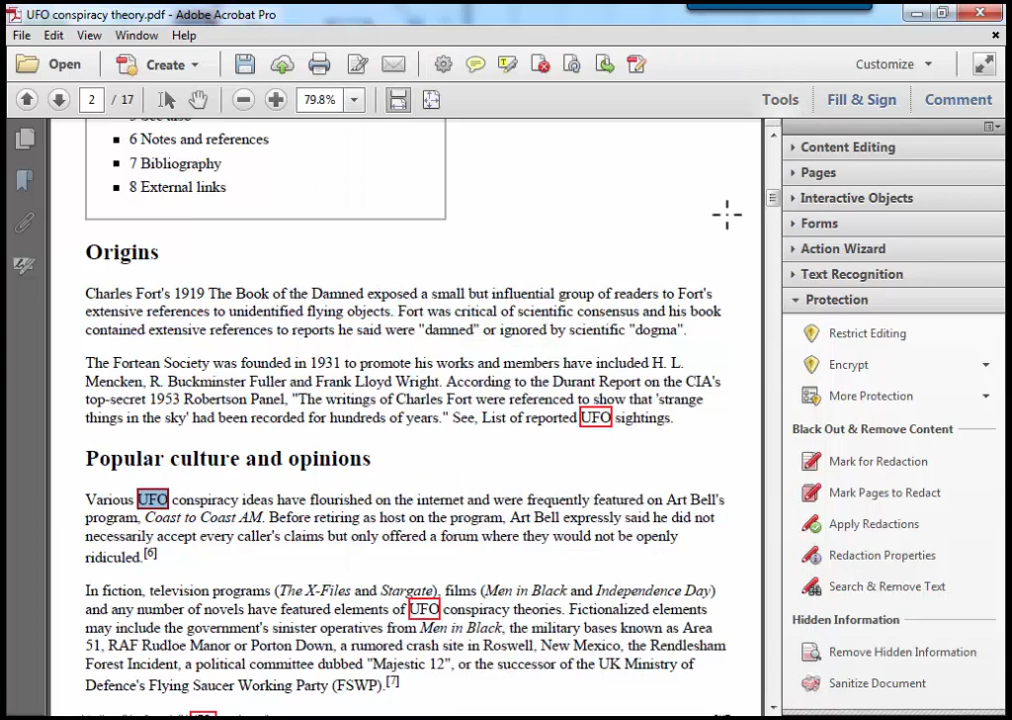 UFO conspiracy theory.pdf - Adobe Acrobat Pro
File Edit View Window Help
Open Create Customize
2 / 17 79.8% Tools Fill & Sign Comment
5 See also
6 Notes and references
7 Bibliography
8 External links
Origins
Charles Fort's 1919 The Book of the Damned exposed a small but influential group of readers to Fort's
extensive references to unidentified flying objects. Fort was critical of scientific consensus and his book
contained extensive references to reports he said were "damned" or ignored by scientific "dogma".
The Fortean Society was founded in 1931 to promote his works and members have included H. L.
Mencken, R. Buckminster Fuller and Frank Lloyd Wright. According to the Durant Report on the CIA's
top-secret 1953 Robertson Panel, "The writings of Charles Fort were referenced to show that 'strange
things in the sky' had been recorded for hundreds of years." See, List of reported UFO sightings.
Popular culture and opinions
Various UFO conspiracy ideas have flourished on the internet and were frequently featured on Art Bell's
program, Coast to Coast AM. Before retiring as host on the program, Art Bell expressly said he did not
necessarily accept every caller's claims but only offered a forum where they would not be openly
ridiculed.[6]
In fiction, television programs (The X-Files and Stargate), films (Men in Black and Independence Day)
and any number of novels have featured elements of UFO conspiracy theories. Fictionalized elements
may include the government's sinister operatives from Men in Black, the military bases known as Area
51, RAF Rudloe Manor or Porton Down, a rumored crash site in Roswell, New Mexico, the Rendlesham
Forest Incident, a political committee dubbed "Majestic 12", or the successor of the UK Ministry of
Defence's Flying Saucer Working Party (FSWP).[7]
Content Editing
Pages
Interactive Objects
Forms
Action Wizard
Text Recognition
Protection
Restrict Editing
Encrypt
More Protection
Black Out & Remove Content
Mark for Redaction
Mark Pages to Redact
Apply Redactions
Redaction Properties
Search & Remove Text
Hidden Information
Remove Hidden Information
Sanitize Document